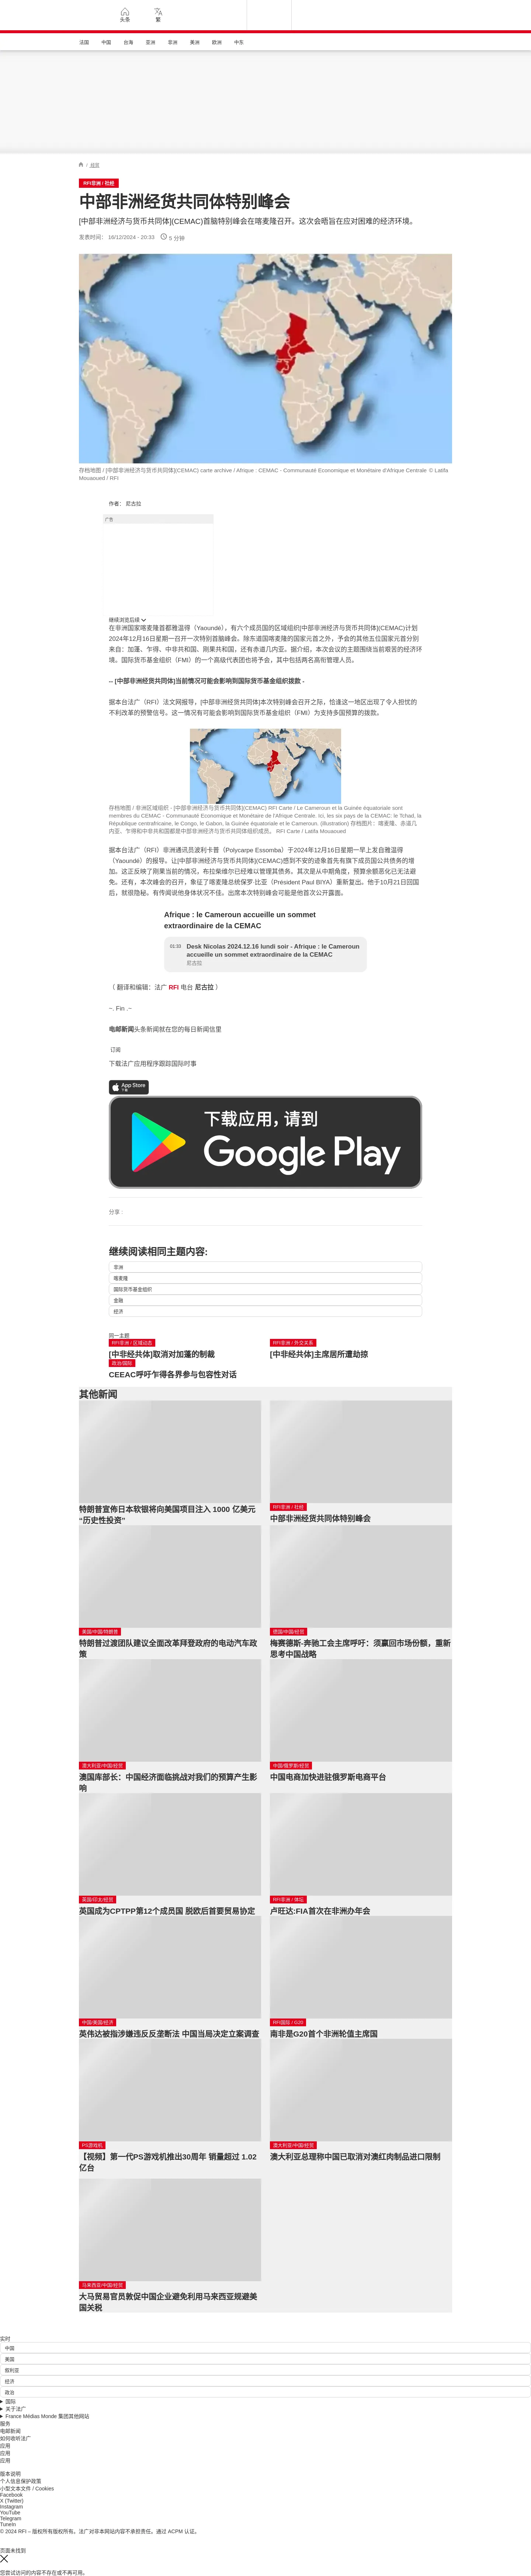 头条
繁
法国
中国
台海
亚洲
非洲
美洲
欧洲
中东
/ 经贸
RFI非洲 / 社经
中部非洲经货共同体特别峰会
[中部非洲经济与货币共同体](CEMAC)首脑特别峰会在喀麦隆召开。这次会晤旨在应对困难的经济环境。
发表时间： 16/12/2024 - 20:33 5 分钟
存档地图 / [中部非洲经济与货币共同体](CEMAC) carte archive / Afrique : CEMAC - Communauté Economique et Monétaire d'Afrique Centrale © Latifa
Mouaoued / RFI
作者： 尼古拉
广告
继续浏览后续
在非洲国家喀麦隆首都雅温得（Yaoundé），有六个成员国的区域组织[中部非洲经济与货币共同体](CEMAC)计划
2024年12月16日星期一召开一次特别首脑峰会。除东道国喀麦隆的国家元首之外，予会的其他五位国家元首分别
来自：加蓬、乍得、中非共和国、刚果共和国，还有赤道几内亚。据介绍，本次会议的主题围绕当前艰苦的经济环
境。国际货币基金组织（FMI）的一个高级代表团也将予会，其中包括两名高衔管理人员。
-- [中部非洲经货共同体]当前情况可能会影响到国际货币基金组织拨款 -
据本台法广（RFI）法文网报导，[中部非洲经货共同体]本次特别峰会召开之际，恰逢这一地区出现了令人担忧的
不利改革的预警信号。这一情况有可能会影响到国际货币基金组织（FMI）为支持多国预算的拨款。
存档地图 / 非洲区域组织 - [中部非洲经济与货币共同体](CEMAC) RFI Carte / Le Cameroun et la Guinée équatoriale sont
membres du CEMAC - Communauté Economique et Monétaire de l'Afrique Centrale. Ici, les six pays de la CEMAC: le Tchad, la
République centrafricaine, le Congo, le Gabon, la Guinée équatoriale et le Cameroun. (Illustration) 存档图片：喀麦隆、赤道几
内亚、乍得和中非共和国都是中部非洲经济与货币共同体组织成员。 RFI Carte / Latifa Mouaoued
据本台法广（RFI）非洲通讯员波利卡普（Polycarpe Essomba）于2024年12月16日星期一早上发自雅温得
（Yaoundé）的报导。让[中部非洲经济与货币共同体](CEMAC)感到不安的迹象首先有旗下成员国公共债务的增
加。这正反映了刚果当前的情况。布拉柴维尔已经难以管理其债务。其次是从中期角度，预算余额恶化已无法避
免。还有，本次峰会的召开，象征了喀麦隆总统保罗·比亚（Président Paul BIYA）重新复出。他于10月21日回国
后，就很隐秘。有传闻说他身体状况不佳。出席本次特别峰会可能是他首次公开露面。
Afrique : le Cameroun accueille un sommet
extraordinaire de la CEMAC
01:33
Desk Nicolas 2024.12.16 lundi soir - Afrique : le Cameroun
accueille un sommet extraordinaire de la CEMAC
尼古拉
（ 翻译和编辑：法广 RFI 电台 尼古拉 ）
~. Fin .~
电邮新闻头条新闻就在您的每日新闻信里
订阅
下载法广应用程序跟踪国际时事
App Store
下载
下载应用，请到
Google Play
分享 :
继续阅读相同主题内容:
非洲
喀麦隆
国际货币基金组织
金融
经济
同一主题
RFI非洲 / 区域动态
[中非经共体]取消对加蓬的制裁
RFI非洲 / 外交关系
[中非经共体]主席居所遭劫掠
政治/国际
CEEAC呼吁乍得各界参与包容性对话
其他新闻
特朗普宣佈日本软银将向美国项目注入 1000 亿美元
“历史性投资”
RFI非洲 / 社经
中部非洲经货共同体特别峰会
美国/中国/特朗普
特朗普过渡团队建议全面改革拜登政府的电动汽车政
策
德国/中国/经贸
梅赛德斯-奔驰工会主席呼吁：须赢回市场份额，重新
思考中国战略
澳大利亚/中国/经贸
澳国库部长：中国经济面临挑战对我们的预算产生影
响
中国/俄罗斯/经贸
中国电商加快进驻俄罗斯电商平台
英国/印太/经贸
英国成为CPTPP第12个成员国 脱欧后首要贸易协定
RFI非洲 / 体坛
卢旺达:FIA首次在非洲办年会
中国/美国/经济
英伟达被指涉嫌违反反垄断法 中国当局决定立案调查
RFI国际 / G20
南非是G20首个非洲轮值主席国
PS游戏机
【视频】第一代PS游戏机推出30周年 销量超过 1.02
亿台
澳大利亚/中国/经贸
澳大利亚总理称中国已取消对澳红肉制品进口限制
马来西亚/中国/经贸
大马贸易官员敦促中国企业避免利用马来西亚规避美
国关税
实时
中国
美国
叙利亚
经济
政治
国际
关于法广
France Médias Monde 集团其他网站
服务
电邮新闻
如何收听法广
应用
应用
应用
版本说明
个人信息保护政策
小型文本文件 / Cookies
Facebook
X (Twitter)
Instagram
YouTube
Telegram
TuneIn
© 2024 RFI – 版权所有版权所有。法广对非本网站内容不承担责任。通过 ACPM 认证。
页面未找到
您尝试访问的内容不存在或不再可用。